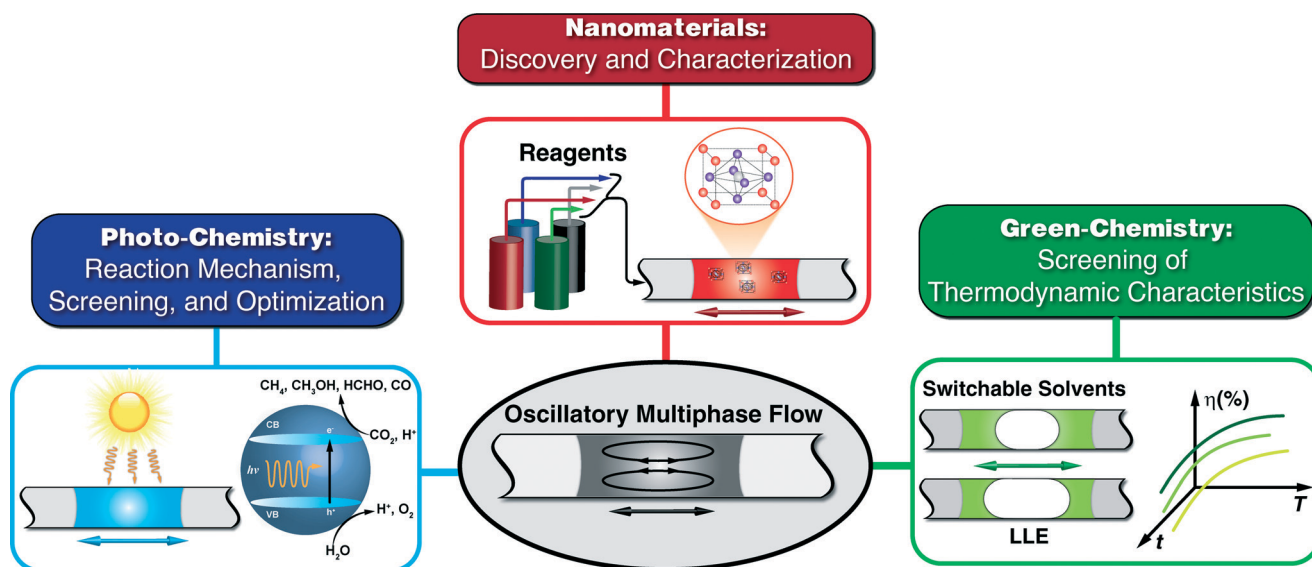 Nanomaterials:
Discovery and Characterization
Reagents
Photo-Chemistry:
Reaction Mechanism,
Screening, and Optimization
Green-Chemistry:
Screening of
Thermodynamic Characteristics
CH₄, CH₃OH, HCHO, CO
CB
e⁻
CO₂, H⁺
hν
VB
h⁺
H⁺, O₂
H₂O
Oscillatory Multiphase Flow
Switchable Solvents
LLE
η(%)
T
t